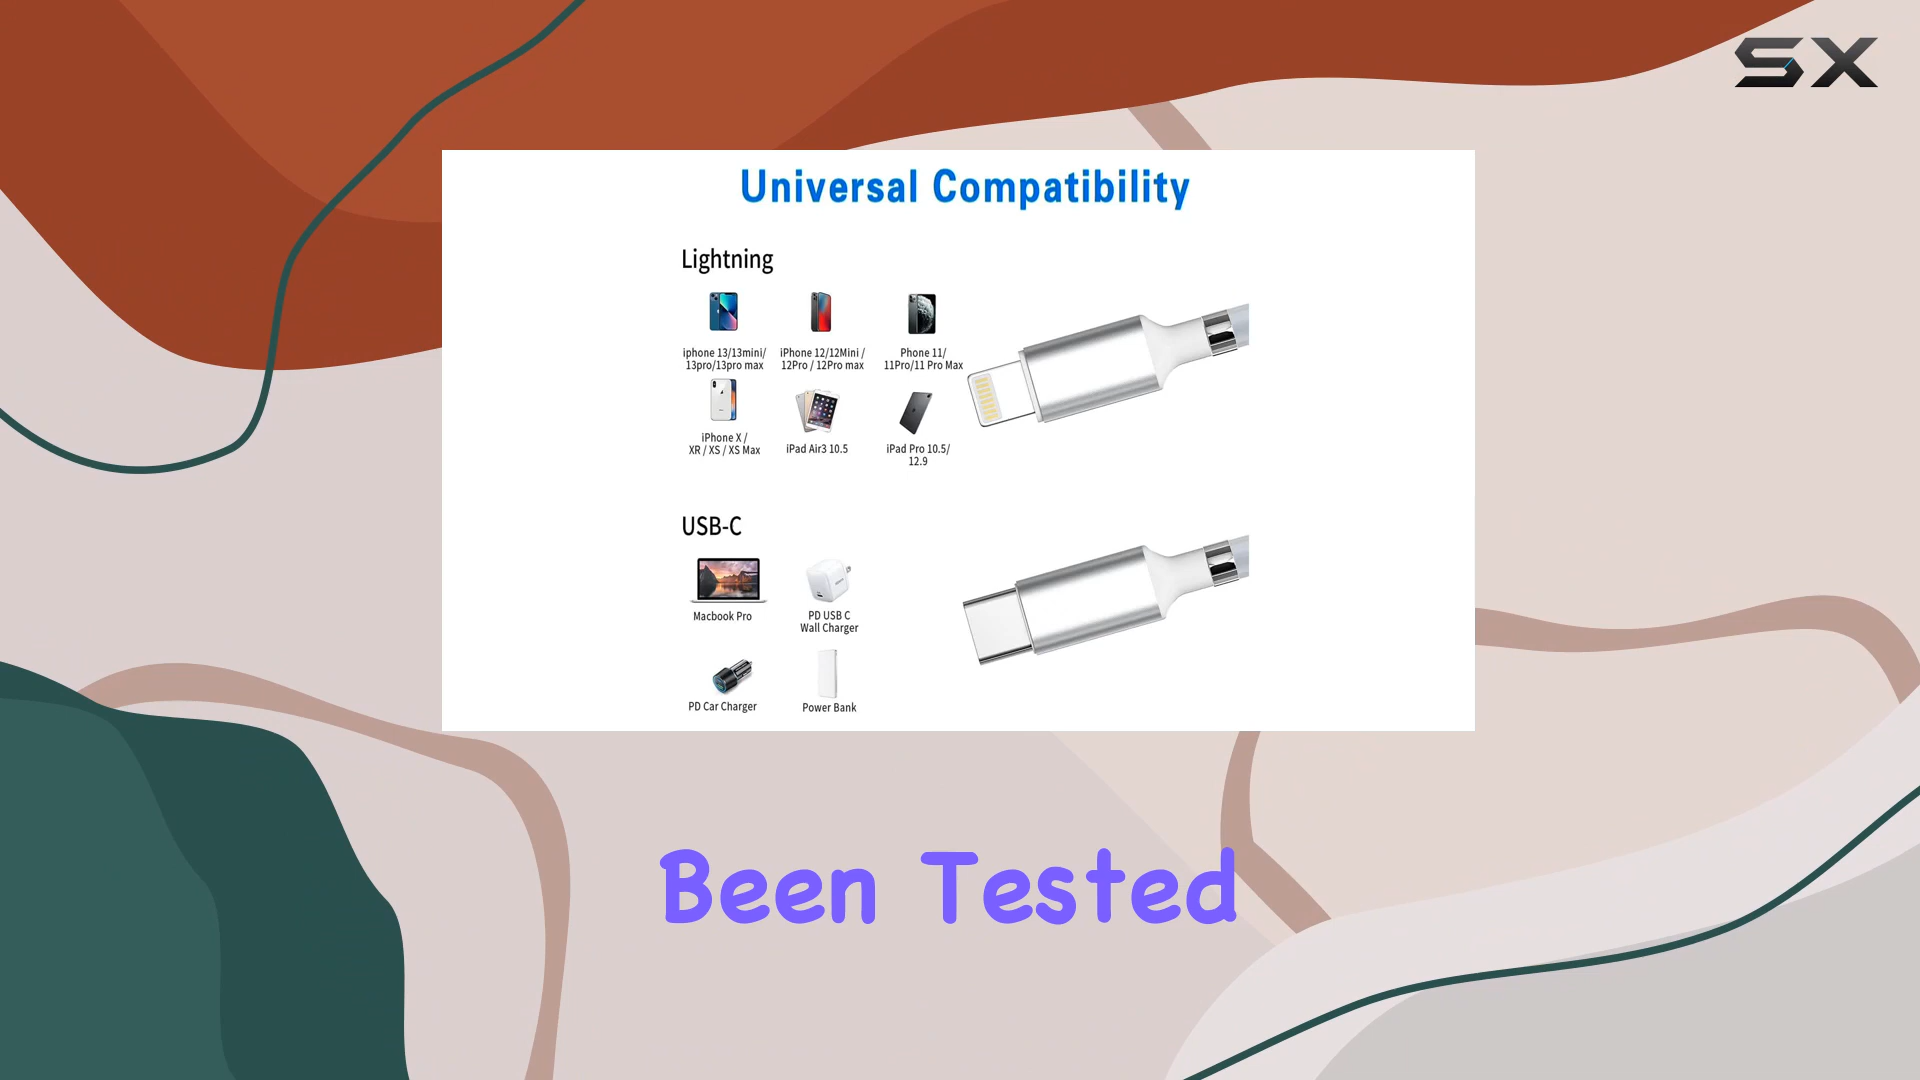 SX
Universal Compatibility
Lightning
iphone 13/13mini/
13pro/13pro max
iPhone 12/12Mini /
12Pro / 12Pro max
Phone 11/
11Pro/11 Pro Max
iPhone X /
XR / XS / XS Max
iPad Air3 10.5
iPad Pro 10.5/
12.9
USB-C
Macbook Pro
PD USB C
Wall Charger
PD Car Charger
Power Bank
Been Tested